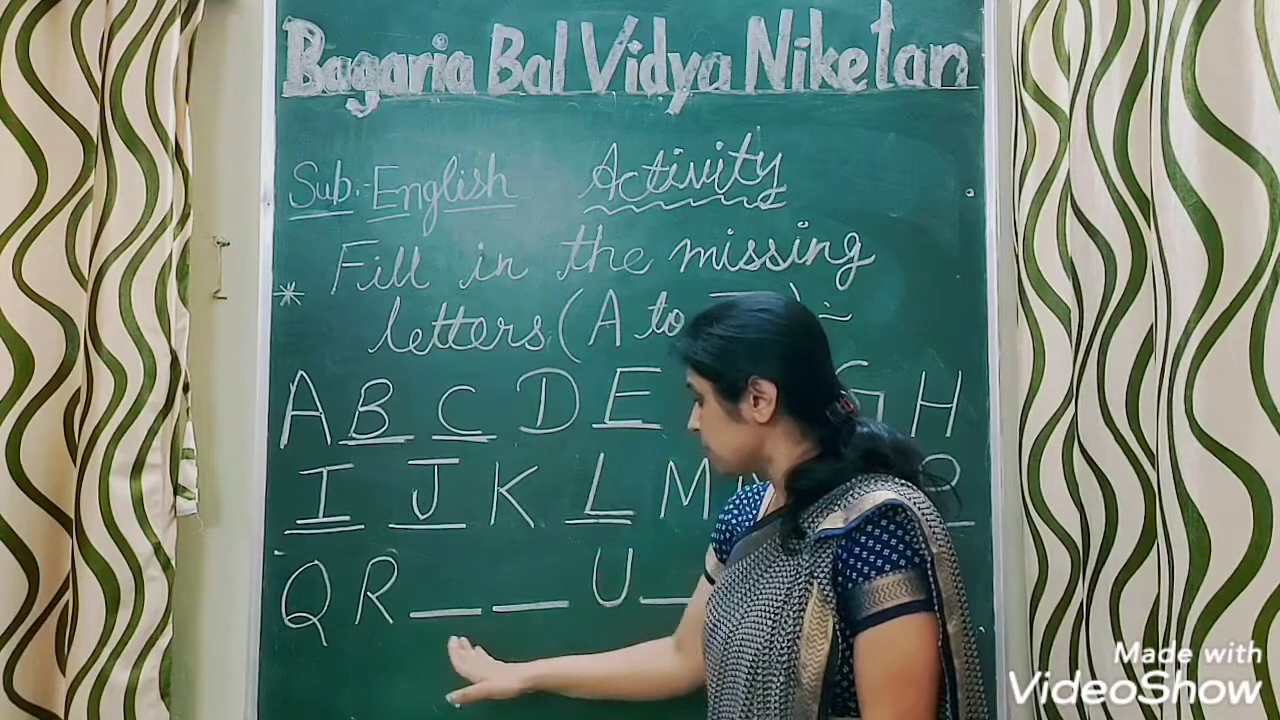 Bagaria Bal Vidya Niketan
Sub:- English Activity
* Fill in the missing
letters (A to
A B C D E G H
I J K L M
Q R _ _ U _
Made with
VideoShow